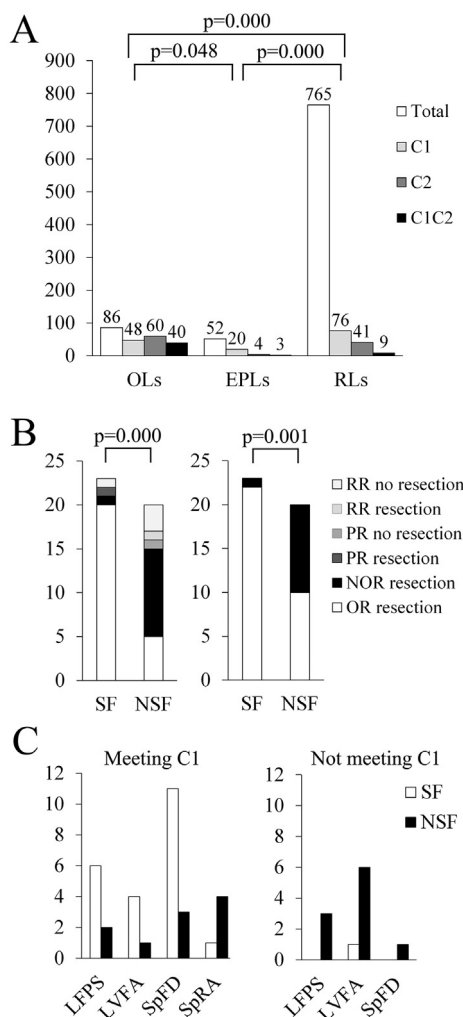 A
p=0.000
p=0.048 p=0.000
900
800
700
600
500
400
300
200
100
0
86 48 60 40
52 20 4 3
765 76 41 9
OLs EPLs RLs
Total
C1
C2
C1C2
B
p=0.000 p=0.001
25
20
15
10
5
0
SF NSF
25
20
15
10
5
0
SF NSF
RR no resection
RR resection
PR no resection
PR resection
NOR resection
OR resection
C
Meeting C1
12
10
8
6
4
2
0
LFPS LVFA SpFD SpRA
Not meeting C1
12
10
8
6
4
2
0
LFPS LVFA SpFD
SF
NSF